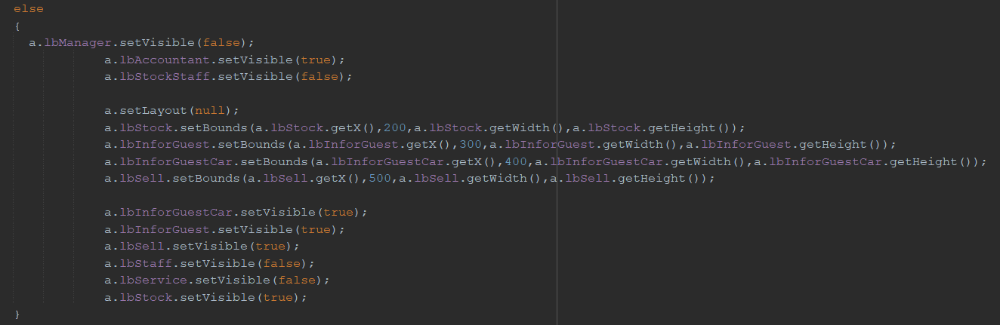 else
{
a.lbManager.setVisible(false);
a.lbAccountant.setVisible(true);
a.lbStockStaff.setVisible(false);
a.setLayout(null);
a.lbStock.setBounds(a.lbStock.getX(),200,a.lbStock.getWidth(),a.lbStock.getHeight());
a.lbInforGuest.setBounds(a.lbInforGuest.getX(),300,a.lbInforGuest.getWidth(),a.lbInforGuest.getHeight());
a.lbInforGuestCar.setBounds(a.lbInforGuestCar.getX(),400,a.lbInforGuestCar.getWidth(),a.lbInforGuestCar.getHeight());
a.lbSell.setBounds(a.lbSell.getX(),500,a.lbSell.getWidth(),a.lbSell.getHeight());
a.lbInforGuestCar.setVisible(true);
a.lbInforGuest.setVisible(true);
a.lbSell.setVisible(true);
a.lbStaff.setVisible(false);
a.lbService.setVisible(false);
a.lbStock.setVisible(true);
}